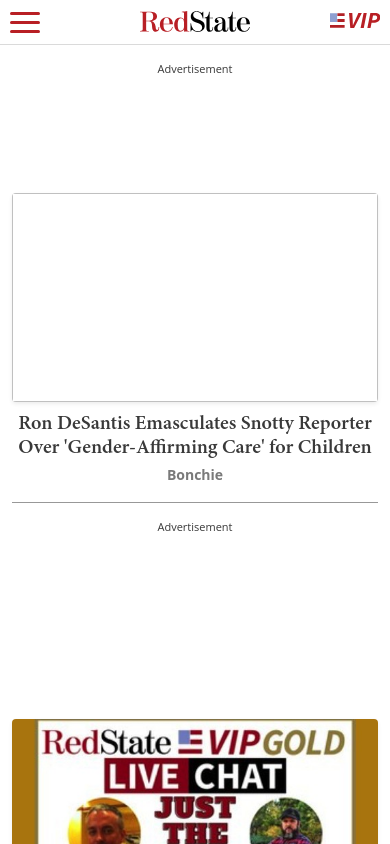 RedState
VIP
Advertisement
Ron DeSantis Emasculates Snotty Reporter
Over 'Gender-Affirming Care' for Children
Bonchie
Advertisement
RedState VIP GOLD
LIVE CHAT
JUST
THE